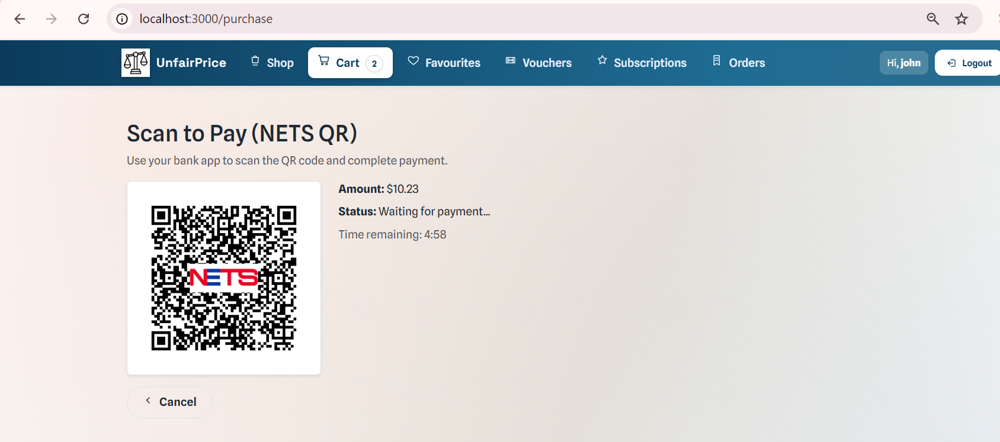 localhost:3000/purchase
UnfairPrice
Shop
Cart 2
Favourites
Vouchers
Subscriptions
Orders
Hi, john
Logout
Scan to Pay (NETS QR)
Use your bank app to scan the QR code and complete payment.
NETS
Amount: $10.23
Status: Waiting for payment...
Time remaining: 4:58
Cancel